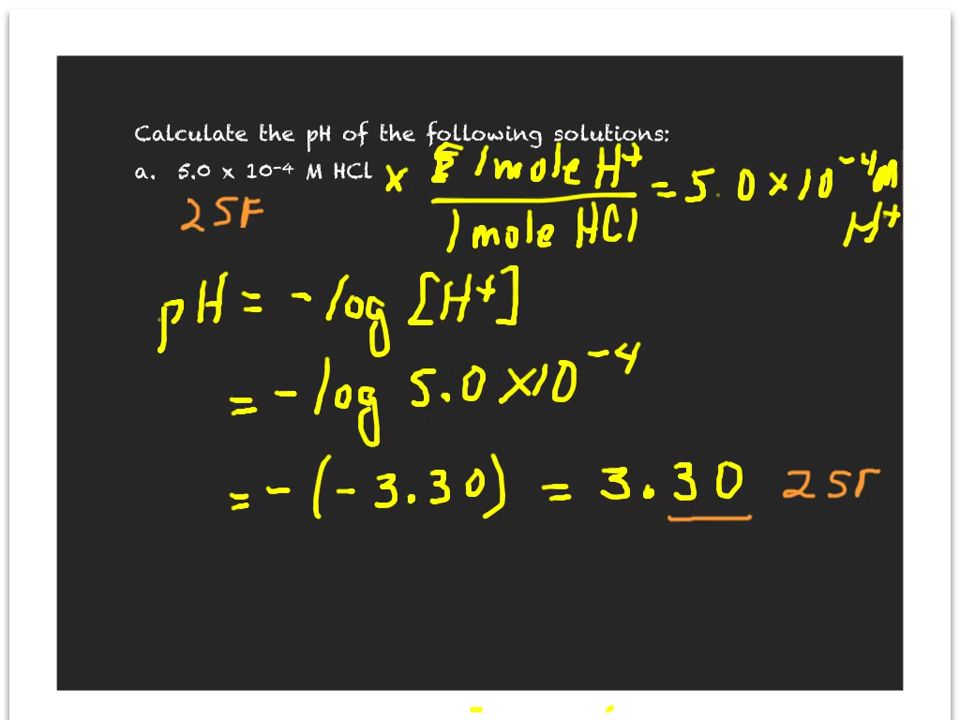 Calculate the pH of the following solutions:
a. 5.0 x 10-4 M HCl x 1 mole H+ / 1 mole HCl = 5.0 x 10-4 M H+
2SF
pH = -log [H+]
= -log 5.0 x 10-4
= -(-3.30) = 3.30 2SF